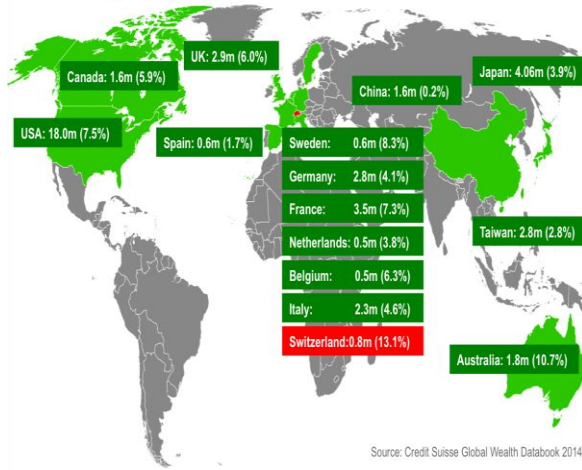 UK: 2.9m (6.0%)
Canada: 1.6m (5.9%)
Japan: 4.06m (3.9%)
China: 1.6m (0.2%)
USA: 18.0m (7.5%)
Spain: 0.6m (1.7%)
Sweden: 0.6m (8.3%)
Germany: 2.8m (4.1%)
France: 3.5m (7.3%)
Netherlands: 0.5m (3.8%)
Belgium: 0.5m (6.3%)
Italy: 2.3m (4.6%)
Switzerland:0.8m (13.1%)
Taiwan: 2.8m (2.8%)
Australia: 1.8m (10.7%)
Source: Credit Suisse Global Wealth Databook 2014